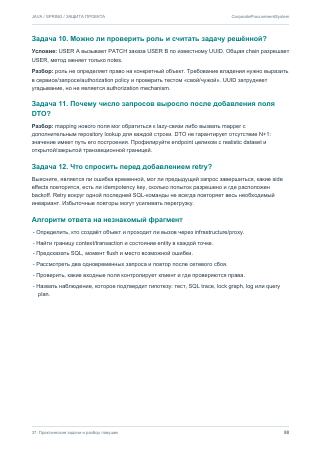 JAVA / SPRING / ЗАЩИТА ПРОЕКТА
CorporateProcurementSystem
Задача 10. Можно ли проверить роль и считать задачу решённой?
Условие: USER A вызывает PATCH заказа USER B по известному UUID. Общая chain разрешает
USER, метод меняет только notes.
Разбор: роль не определяет право на конкретный объект. Требование владения нужно выразить
в сервисе/запросе/authorization policy и проверить тестом «свой/чужой». UUID затрудняет
угадывание, но не является authorization mechanism.
Задача 11. Почему число запросов выросло после добавления поля
DTO?
Разбор: mapping нового поля мог обратиться к lazy-связи либо вызвать mapper с
дополнительным repository lookup для каждой строки. DTO не гарантирует отсутствие N+1:
значение имеет путь его построения. Профилируйте endpoint целиком с realistic dataset и
открытой/закрытой транзакционной границей.
Задача 12. Что спросить перед добавлением retry?
Выясните, является ли ошибка временной, мог ли предыдущий запрос завершиться, какие side
effects повторятся, есть ли idempotency key, сколько попыток разрешено и где расположен
backoff. Retry вокруг одной последней SQL-команды не всегда повторяет весь необходимый
инвариант. Избыточные повторы могут усиливать перегрузку.
Алгоритм ответа на незнакомый фрагмент
- Определить, кто создаёт объект и проходит ли вызов через infrastructure/proxy.
- Найти границу context/transaction и состояние entity в каждой точке.
- Предсказать SQL, момент flush и место возможной ошибки.
- Рассмотреть два одновременных запроса и повтор после сетевого сбоя.
- Проверить, какие входные поля контролирует клиент и где проверяются права.
- Назвать наблюдение, которое подтвердит гипотезу: тест, SQL trace, lock graph, log или query
plan.
37. Практические задачи и разбор ловушек
98